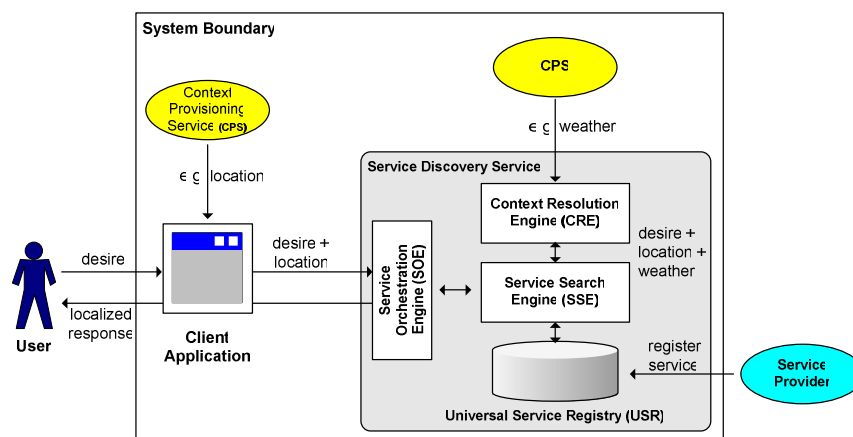 System Boundary
CPS
Context
Provisioning
Service (CPS)
e g weather
Service Discovery Service
e g location
Context Resolution
Engine (CRE)
desire +
location +
weather
desire
desire +
location
Service
Orchestration
Engine (SOE)
Service Search
Engine (SSE)
localized
response
User
Client
Application
register
service
Service
Provider
Universal Service Registry (USR)